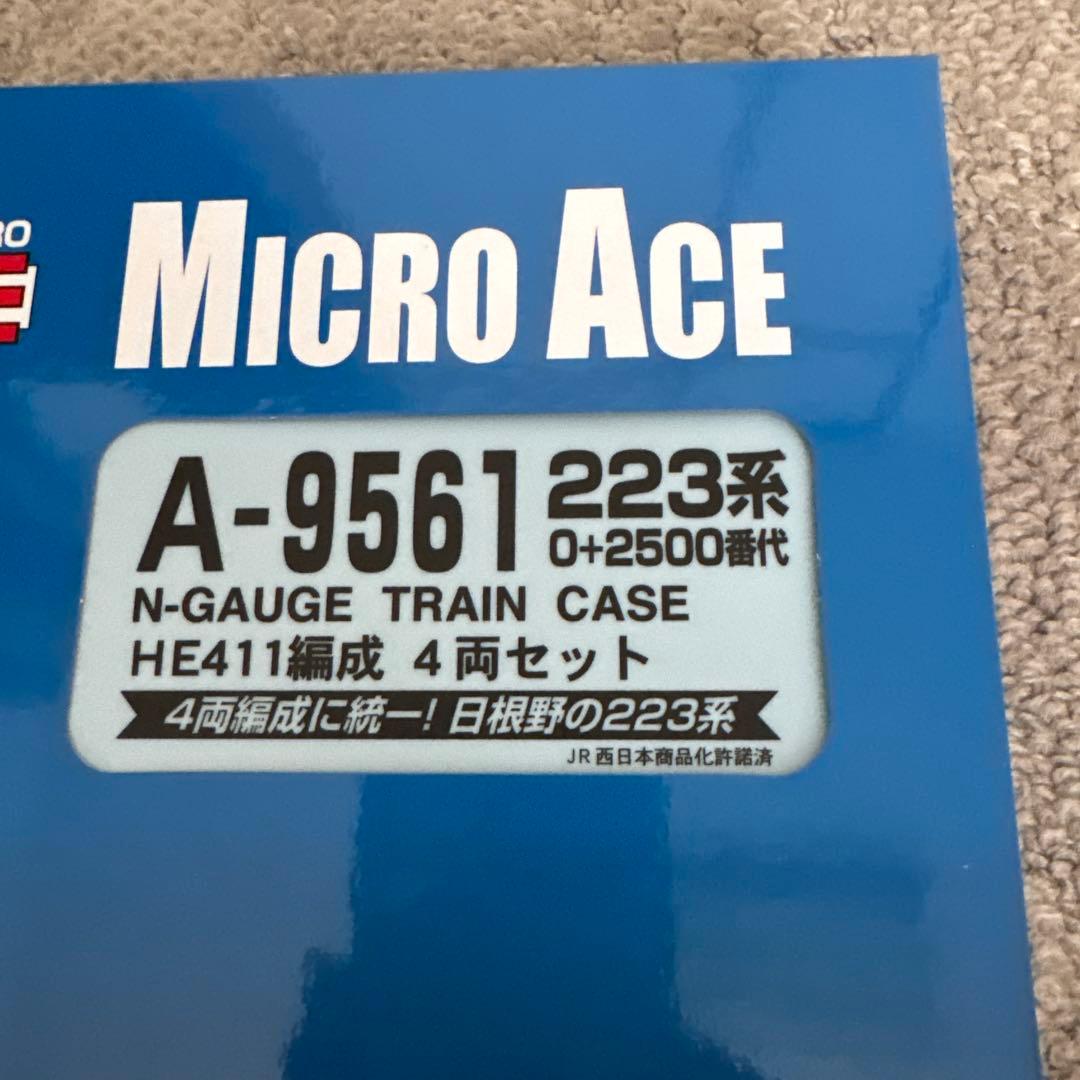 RO
MICRO ACE
A-9561 223系
0+2500番代
N-GAUGE TRAIN CASE
HE411編成 4両セット
4両編成に統一! 日根野の223系
JR西日本商品化許諾済